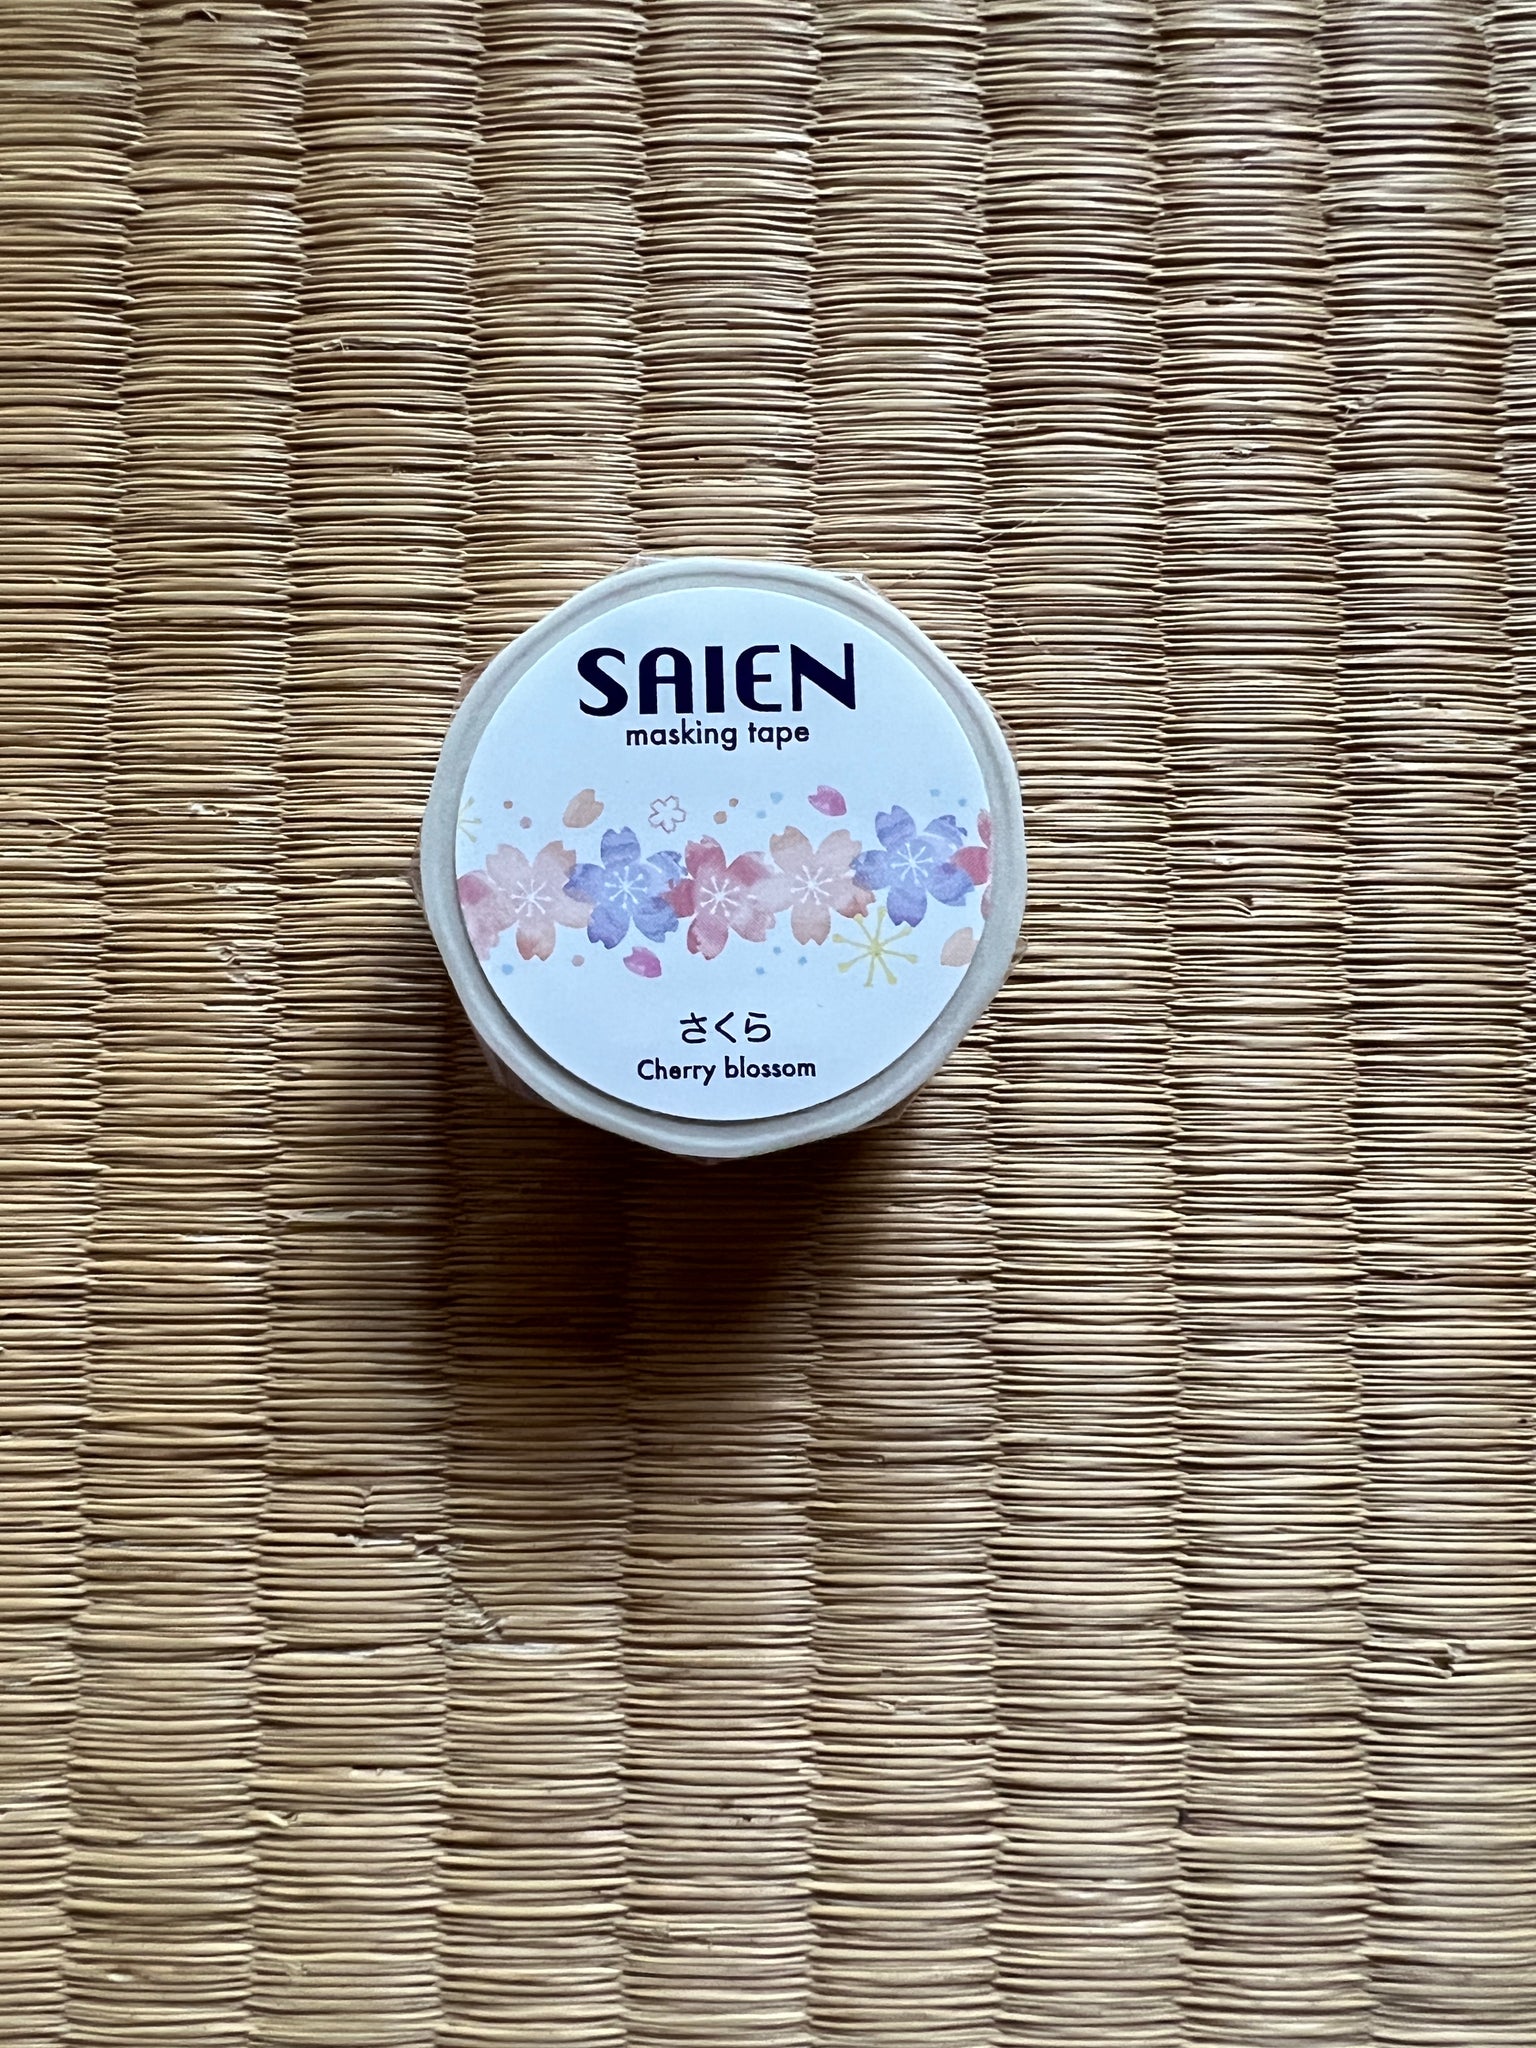 SAIEN
masking tape
さくら
Cherry blossom